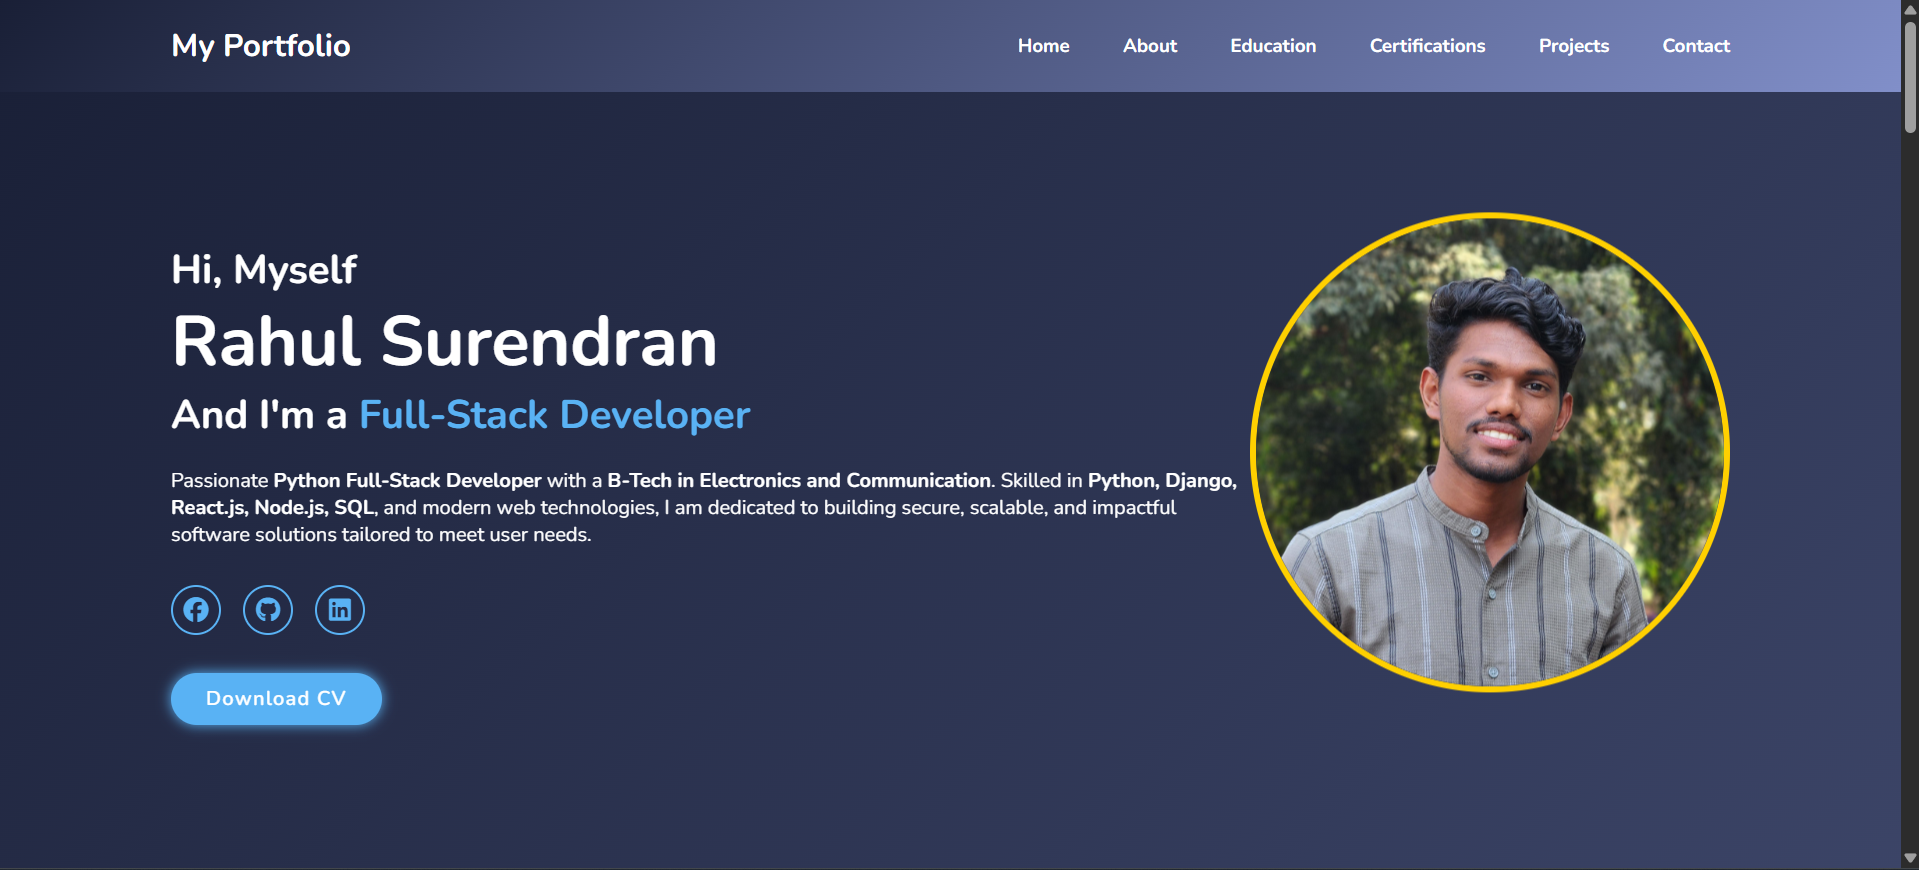 My Portfolio
Home About Education Certifications Projects Contact
Hi, Myself
Rahul Surendran
And I'm a Full-Stack Developer
Passionate Python Full-Stack Developer with a B-Tech in Electronics and Communication. Skilled in Python, Django,
React.js, Node.js, SQL, and modern web technologies, I am dedicated to building secure, scalable, and impactful
software solutions tailored to meet user needs.
Download CV